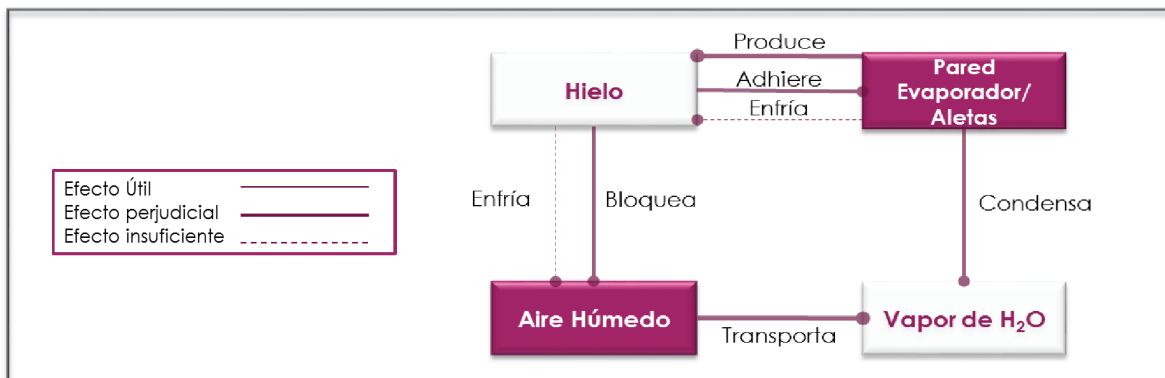 Produce
Hielo
Adhiere
Enfría
Pared
Evaporador/
Aletas
Efecto Útil
Efecto perjudicial
Efecto insuficiente
Enfría
Bloquea
Condensa
Aire Húmedo
Transporta
Vapor de H₂O